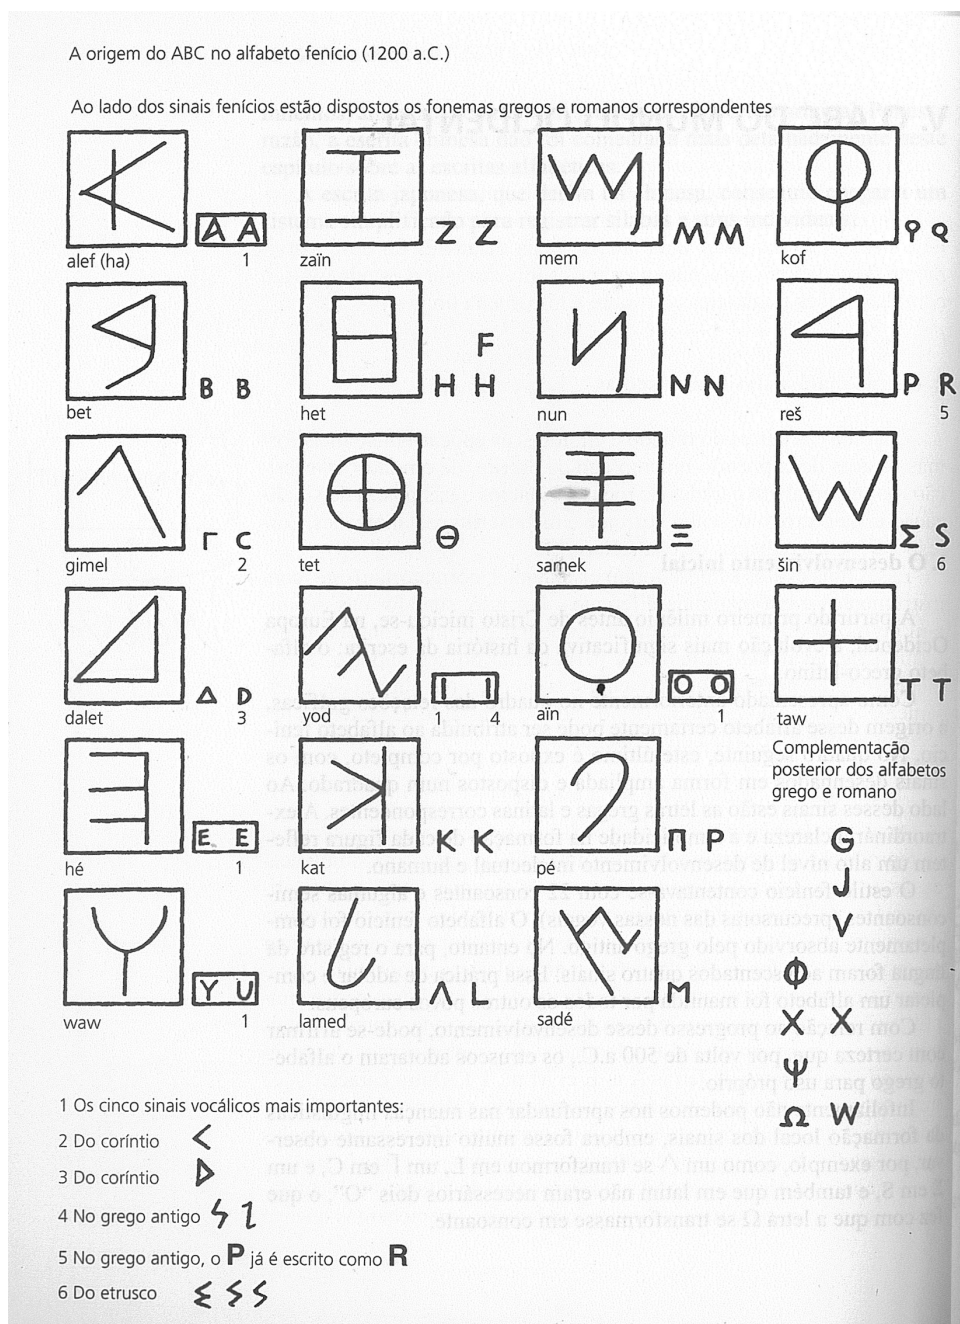 A origem do ABC no alfabeto fenício (1200 a.C.)
Ao lado dos sinais fenícios estão dispostos os fonemas gregos e romanos correspondentes
A A
alef (ha) 1
Z Z
zaïn
M M
mem
Ϙ Q
kof
B B
bet
F
H H
het
N N
nun
P R
reš 5
Γ C
gimel 2
Θ
tet
Ξ
samek
Σ S
šin 6
Δ D
dalet 3
I I
yod 1 4
O O
aïn 1
T T
taw
E E
hé 1
K K
kat
Π P
pé
Complementação
posterior dos alfabetos
grego e romano
Y U
waw 1
Λ L
lamed
M
sadé
G
J
V
Φ
X X
Ψ
Ω W
1 Os cinco sinais vocálicos mais importantes:
2 Do coríntio
3 Do coríntio
4 No grego antigo
5 No grego antigo, o P já é escrito como R
6 Do etrusco